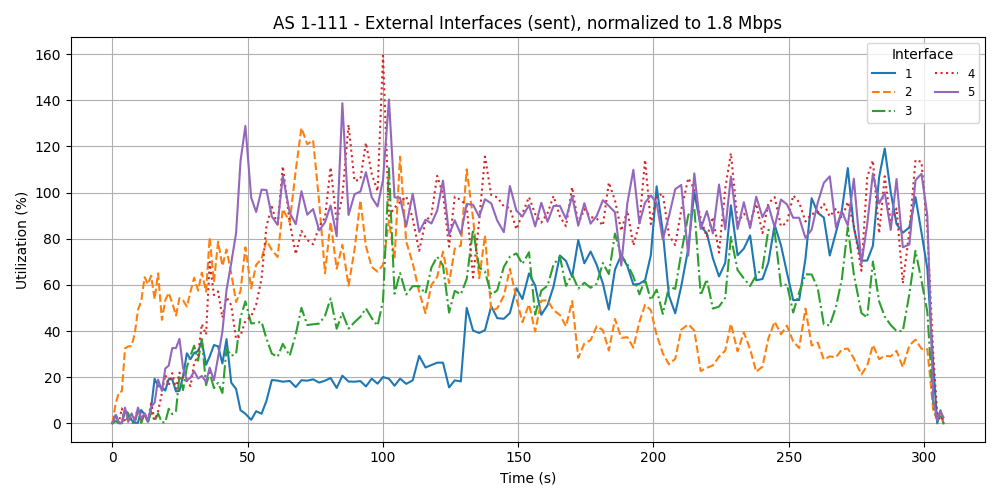 AS 1-111 - External Interfaces (sent), normalized to 1.8 Mbps
Utilization (%)
160
140
120
100
80
60
40
20
0
0 50 100 150 200 250 300
Time (s)
Interface
1 4
2 5
3